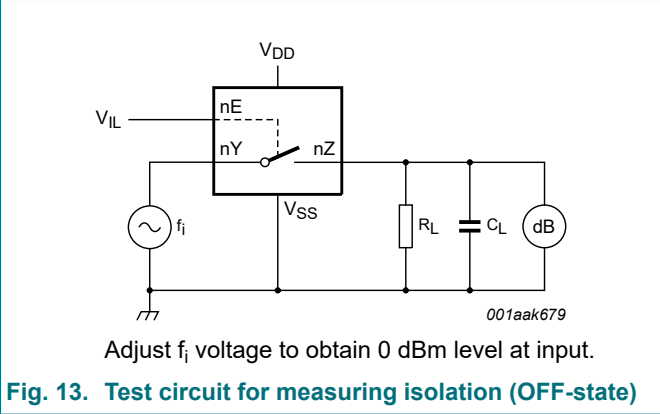 VDD
nE
VIL
nY
nZ
VSS
fi
RL
CL
dB
001aak679
Adjust fi voltage to obtain 0 dBm level at input.
Fig. 13. Test circuit for measuring isolation (OFF-state)